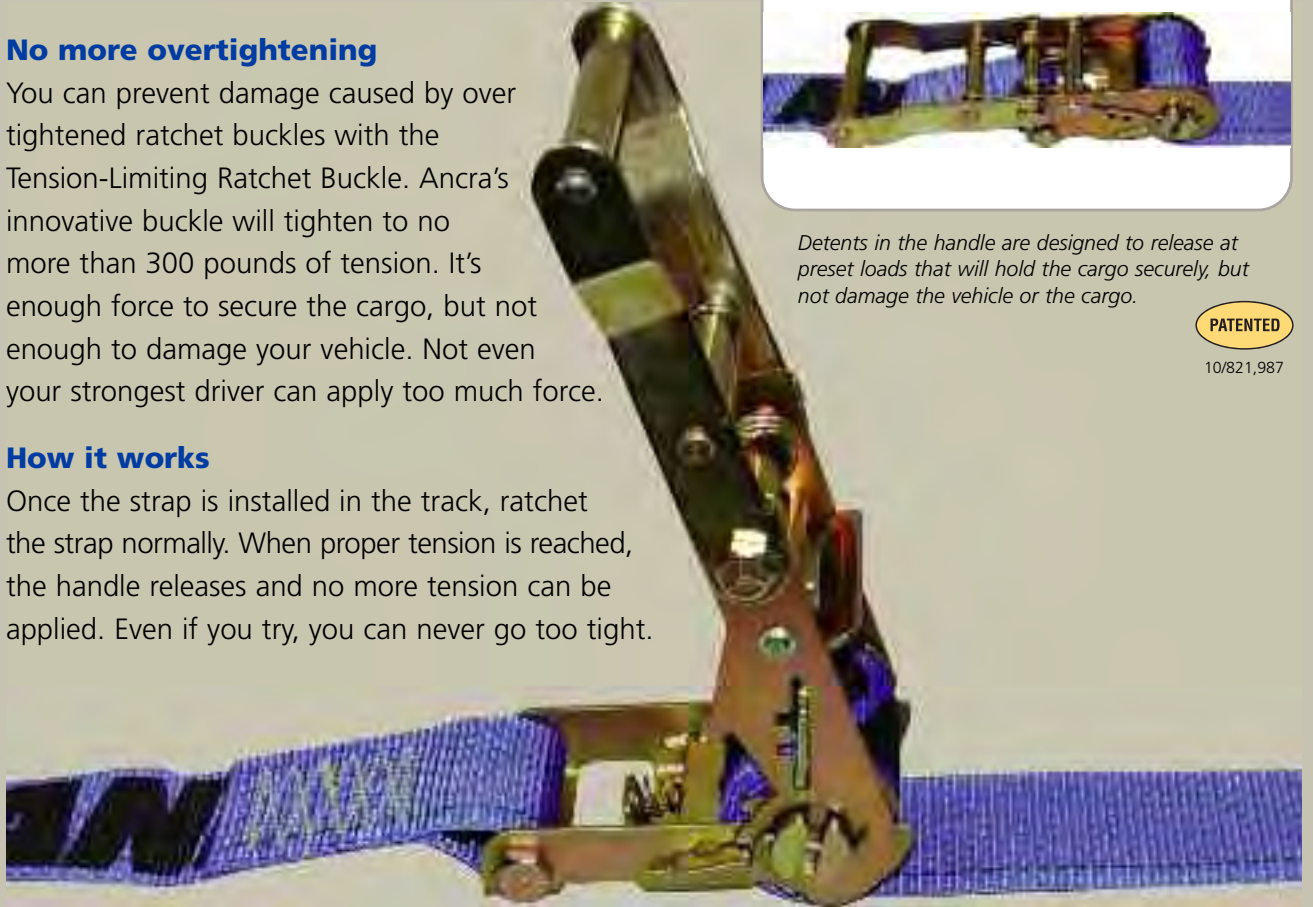 No more overtightening
You can prevent damage caused by over
tightened ratchet buckles with the
Tension-Limiting Ratchet Buckle. Ancra’s
innovative buckle will tighten to no
more than 300 pounds of tension. It’s
enough force to secure the cargo, but not
enough to damage your vehicle. Not even
your strongest driver can apply too much force.
How it works
Once the strap is installed in the track, ratchet
the strap normally. When proper tension is reached,
the handle releases and no more tension can be
applied. Even if you try, you can never go too tight.
Detents in the handle are designed to release at
preset loads that will hold the cargo securely, but
not damage the vehicle or the cargo.
PATENTED
10/821,987